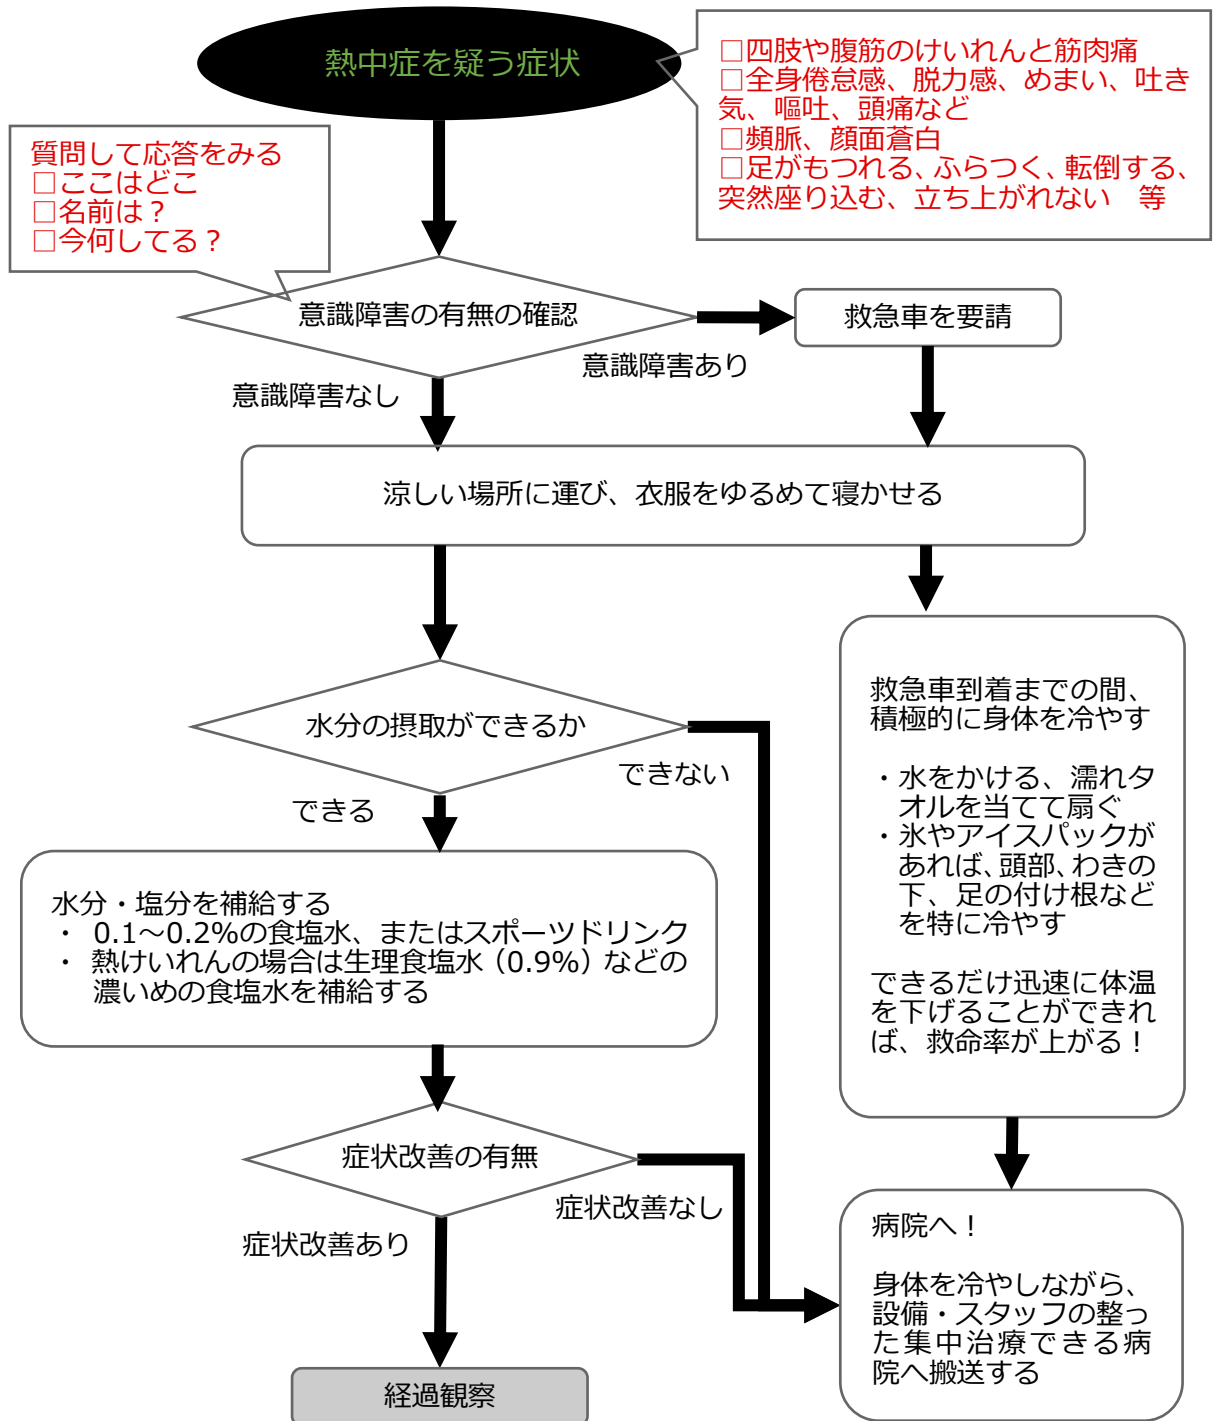 熱中症を疑う症状
□四肢や腹筋のけいれんと筋肉痛
□全身倦怠感、脱力感、めまい、吐き
気、嘔吐、頭痛など
□頻脈、顔面蒼白
□足がもつれる、ふらつく、転倒する、
突然座り込む、立ち上がれない　等
質問して応答をみる
□ここはどこ
□名前は？
□今何してる？
意識障害の有無の確認
救急車を要請
意識障害あり
意識障害なし
涼しい場所に運び、衣服をゆるめて寝かせる
水分の摂取ができるか
できない
できる
救急車到着までの間、
積極的に身体を冷やす
・水をかける、濡れタ
オルを当てて扇ぐ
・氷やアイスパックが
あれば、頭部、わきの
下、足の付け根など
を特に冷やす
できるだけ迅速に体温
を下げることができれ
ば、救命率が上がる！
水分・塩分を補給する
・ 0.1～0.2%の食塩水、またはスポーツドリンク
・ 熱けいれんの場合は生理食塩水（0.9%）などの
濃いめの食塩水を補給する
症状改善の有無
症状改善なし
症状改善あり
病院へ！
身体を冷やしながら、
設備・スタッフの整っ
た集中治療できる病
院へ搬送する
経過観察